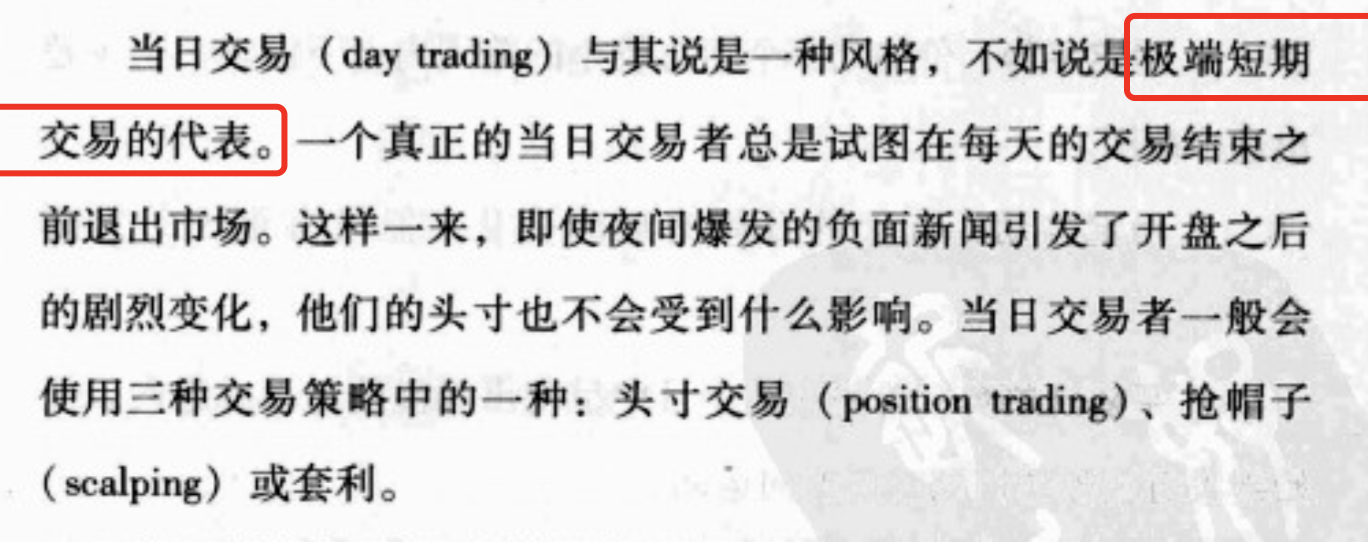 当日交易（day trading）与其说是一种风格，不如说是极端短期
交易的代表。一个真正的当日交易者总是试图在每天的交易结束之
前退出市场。这样一来，即使夜间爆发的负面新闻引发了开盘之后
的剧烈变化，他们的头寸也不会受到什么影响。当日交易者一般会
使用三种交易策略中的一种：头寸交易（position trading）、抢帽子
（scalping）或套利。